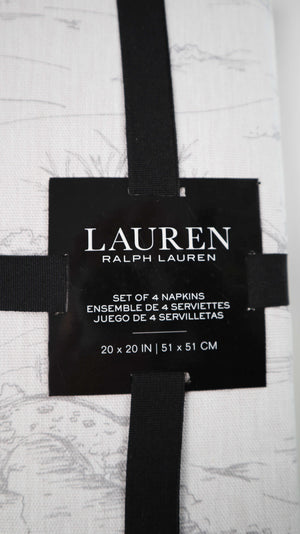 LAUREN
RALPH LAUREN
SET OF 4 NAPKINS
ENSEMBLE DE 4 SERVIETTES
JUEGO DE 4 SERVILLETAS
20 x 20 IN | 51 x 51 CM